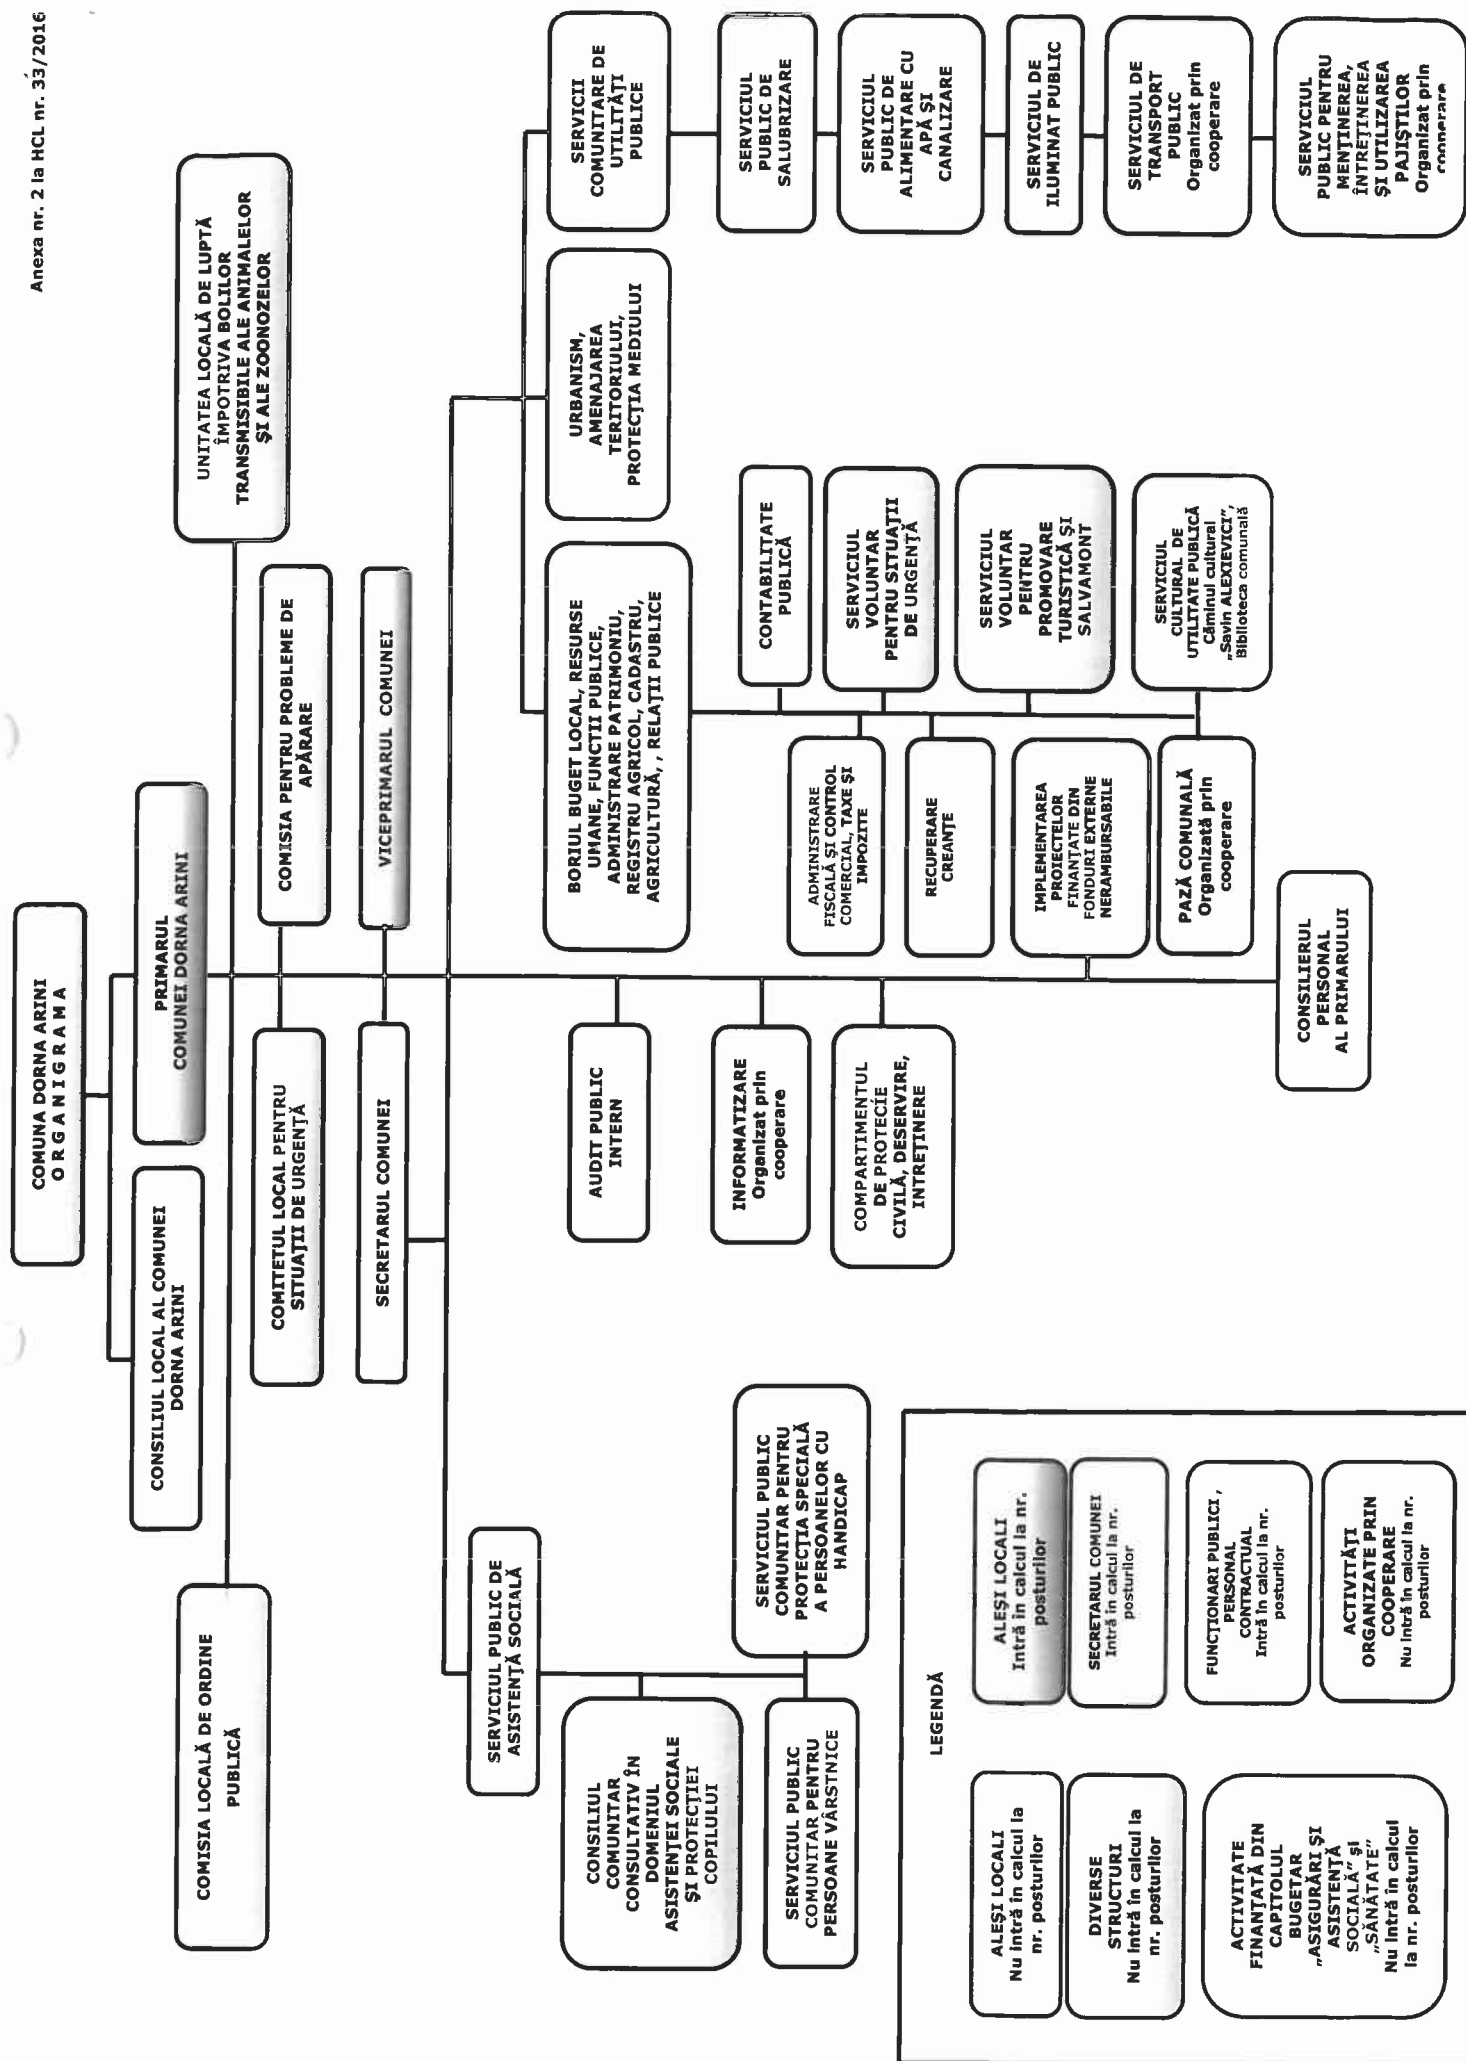 Anexa nr. 2 la HCL nr. 33/2016
COMUNA DORNA ARINI
O R G A N I G R A M A
CONSILIUL LOCAL AL COMUNEI
DORNA ARINI
PRIMARUL
COMUNEI DORNA ARINI
COMISIA LOCALĂ DE ORDINE
PUBLICĂ
UNITATEA LOCALĂ DE LUPTĂ
ÎMPOTRIVA BOLILOR
TRANSMISIBILE ALE ANIMALELOR
ŞI ALE ZOONOZELOR
COMITETUL LOCAL PENTRU
SITUAŢII DE URGENŢĂ
COMISIA PENTRU PROBLEME DE
APĂRARE
SECRETARUL COMUNEI
VICEPRIMARUL COMUNEI
SERVICIUL PUBLIC DE
ASISTENŢĂ SOCIALĂ
CONSILIUL
COMUNITAR
CONSULTATIV ÎN
DOMENIUL
ASISTENŢEI SOCIALE
ŞI PROTECŢIEI
COPILULUI
SERVICIUL PUBLIC
COMUNITAR PENTRU
PROTECŢIA SPECIALĂ
A PERSOANELOR CU
HANDICAP
SERVICIUL PUBLIC
COMUNITAR PENTRU
PERSOANE VÂRSTNICE
AUDIT PUBLIC
INTERN
INFORMATIZARE
Organizat prin
cooperare
COMPARTIMENTUL
DE PROTECÍE
CIVILĂ, DESERVIRE,
INTREŢINERE
CONSILIERUL
PERSONAL
AL PRIMARULUI
BORIUL BUGET LOCAL, RESURSE
UMANE, FUNCTII PUBLICE,
ADMINISTRARE PATRIMONIU,
REGISTRU AGRICOL, CADASTRU,
AGRICULTURĂ, , RELAŢII PUBLICE
URBANISM,
AMENAJAREA
TERITORIULUI,
PROTECŢIA MEDIULUI
SERVICII
COMUNITARE DE
UTILITĂŢI
PUBLICE
ADMINISTRARE
FISCALĂ ŞI CONTROL
COMERCIAL, TAXE ŞI
IMPOZITE
CONTABILITATE
PUBLICĂ
RECUPERARE
CREANŢE
SERVICIUL
VOLUNTAR
PENTRU SITUAŢII
DE URGENŢĂ
IMPLEMENTAREA
PROIECTELOR
FINANŢATE DIN
FONDURI EXTERNE
NERAMBURSABILE
SERVICIUL
VOLUNTAR
PENTRU
PROMOVARE
TURISTICĂ ŞI
SALVAMONT
PAZĂ COMUNALĂ
Organizată prin
cooperare
SERVICIUL
CULTURAL DE
UTILITATE PUBLICĂ
Căminul cultural
„Savin ALEXIEVICI",
Biblioteca comunală
SERVICIUL
PUBLIC DE
SALUBRIZARE
SERVICIUL
PUBLIC DE
ALIMENTARE CU
APĂ ŞI
CANALIZARE
SERVICIUL DE
ILUMINAT PUBLIC
SERVICIUL DE
TRANSPORT
PUBLIC
Organizat prin
cooperare
SERVICIUL
PUBLIC PENTRU
MENŢINEREA,
ÎNTREŢINEREA
ŞI UTILIZAREA
PAJIŞTILOR
Organizat prin
cooperare
LEGENDĂ
ALEŞI LOCALI
Nu intră în calcul la
nr. posturilor
ALEŞI LOCALI
Intră în calcul la nr.
posturilor
DIVERSE
STRUCTURI
Nu intră în calcul la
nr. posturilor
SECRETARUL COMUNEI
Intră în calcul la nr.
posturilor
ACTIVITATE
FINANŢATĂ DIN
CAPITOLUL
BUGETAR
„ASIGURĂRI ŞI
ASISTENŢĂ
SOCIALĂ" şi
„SĂNĂTATE"
Nu intră în calcul
la nr. posturilor
FUNCŢIONARI PUBLICI ,
PERSONAL
CONTRACTUAL
Intră în calcul la nr.
posturilor
ACTIVITĂŢI
ORGANIZATE PRIN
COOPERARE
Nu intră în calcul la nr.
posturilor